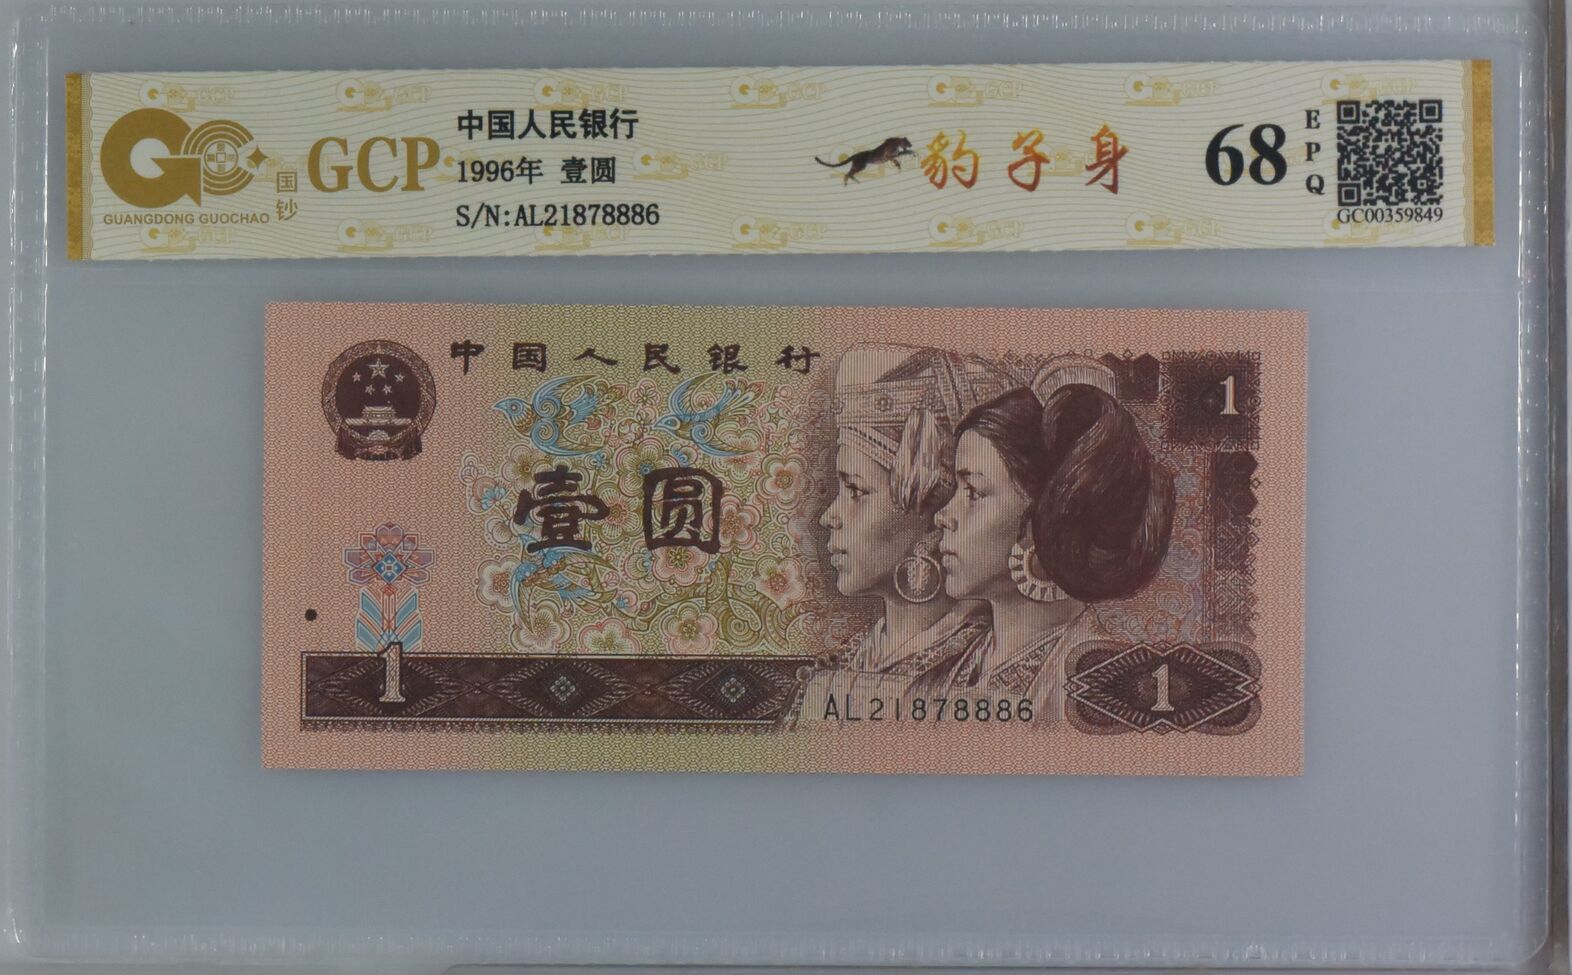 GCP
国钞
GUANGDONG GUOCHAO
中国人民银行
1996年 壹圆
S/N:AL21878886
豹子身
68
EPQ
GC00359849
中国人民银行
1
壹圆
1
AL21878886
1